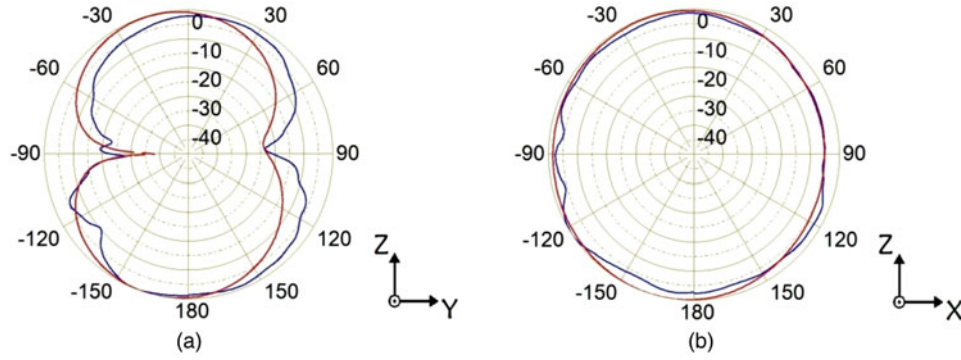 -30 0 30 -30 0 30
-60 -10 60 -60 -10 60
-20 -20
-30 -30
-40 -40
-90 90 -90 90
-120 120 -120 120
-150 150 Z -150 150 Z
180 Y 180 X
(a) (b)